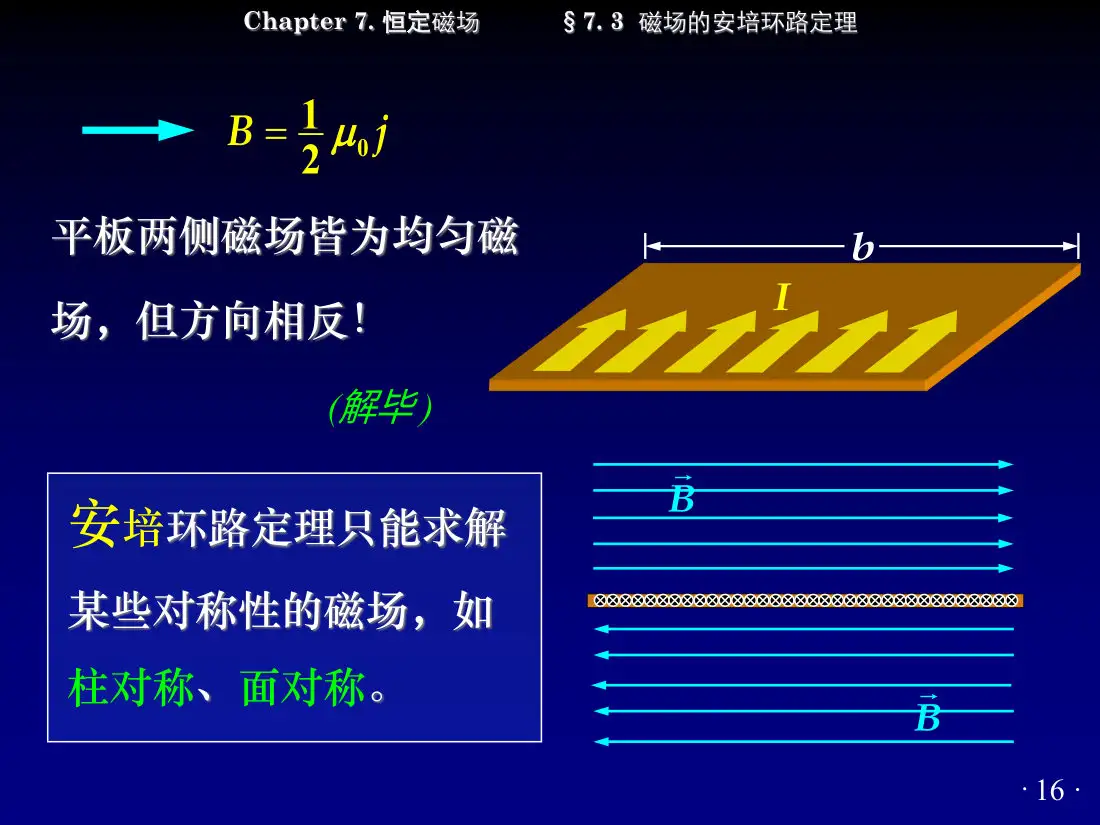 Chapter 7. 恒定磁场 § 7. 3 磁场的安培环路定理
B = 1/2 μ₀ j
平板两侧磁场皆为均匀磁
场，但方向相反！
(解毕)
b
I
安培环路定理只能求解
某些对称性的磁场，如
柱对称、面对称。
B⃗
B⃗
· 16 ·